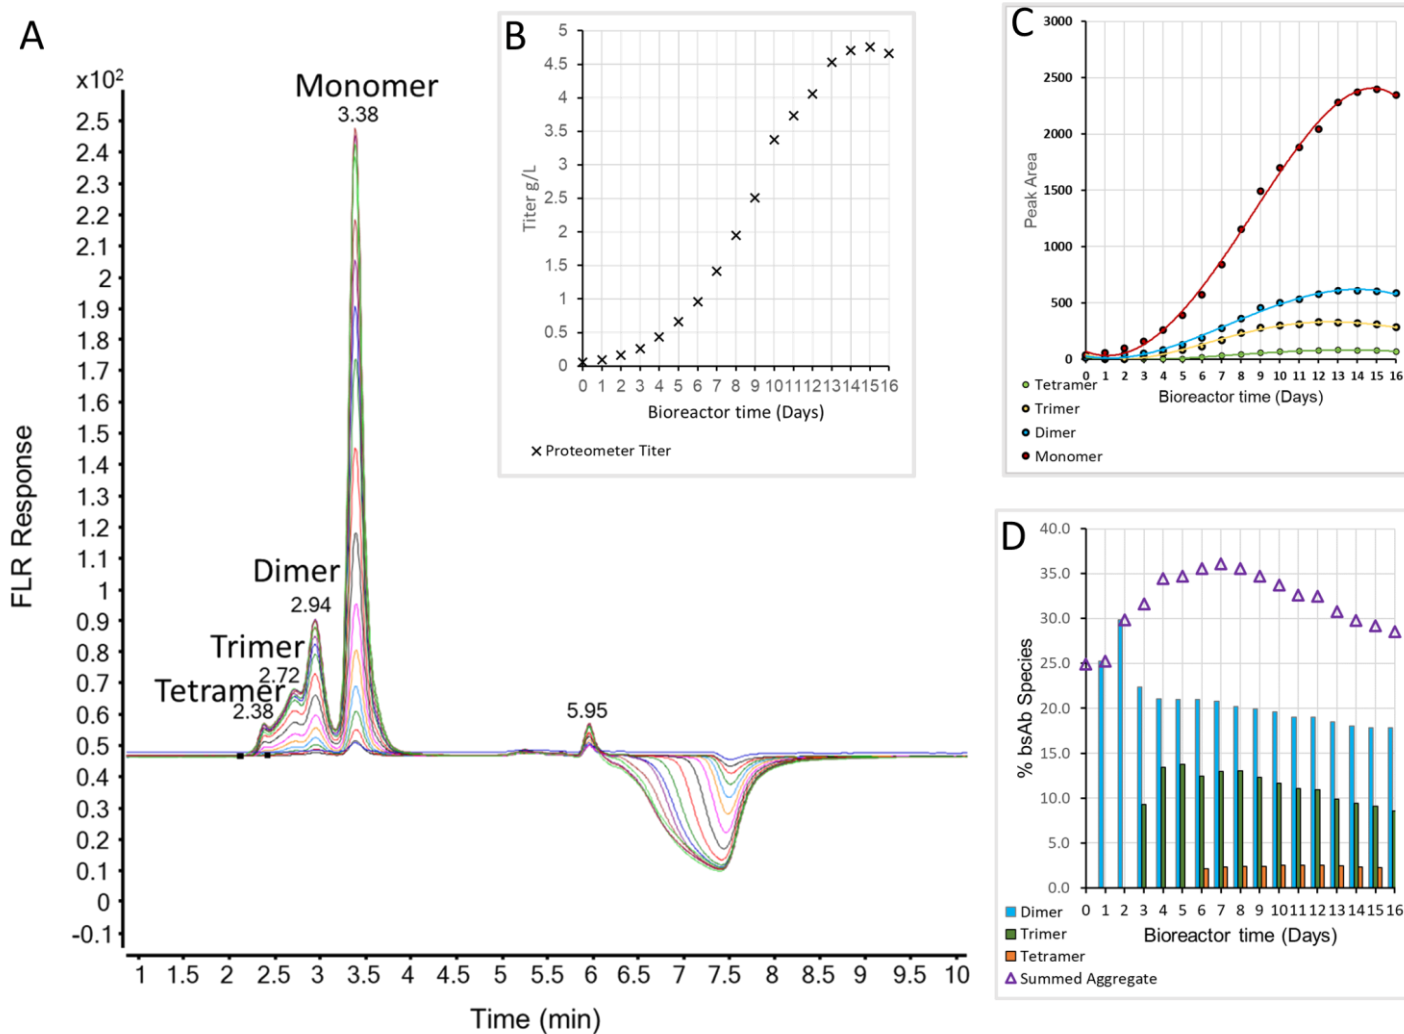 A
x10²
2.5
2.4
2.3
2.2
2.1
2
1.9
1.8
1.7
1.6
1.5
1.4
1.3
1.2
1.1
1
0.9
0.8
0.7
0.6
0.5
0.4
0.3
0.2
0.1
0
-0.1
FLR Response
Monomer
3.38
Dimer
2.94
Trimer
2.72
Tetramer
2.38
5.95
1 1.5 2 2.5 3 3.5 4 4.5 5 5.5 6 6.5 7 7.5 8 8.5 9 9.5 10
Time (min)
B
5
4.5
4
3.5
3
2.5
2
1.5
1
0.5
0
Titer g/L
0 1 2 3 4 5 6 7 8 9 10 11 12 13 14 15 16
Bioreactor time (Days)
Proteometer Titer
C
3000
2500
2000
1500
1000
500
0
Peak Area
0 1 2 3 4 5 6 7 8 9 10 11 12 13 14 15 16
Bioreactor time (Days)
Tetramer
Trimer
Dimer
Monomer
D
40.0
35.0
30.0
25.0
20.0
15.0
10.0
5.0
0.0
% bsAb Species
0 1 2 3 4 5 6 7 8 9 10 11 12 13 14 15 16
Bioreactor time (Days)
Dimer
Trimer
Tetramer
Summed Aggregate